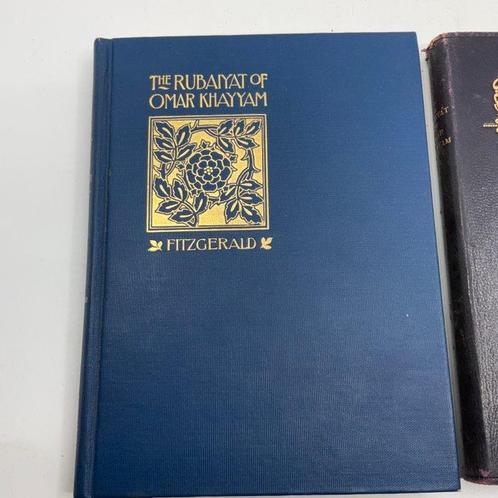 THE RUBAIYAT OF
OMAR KHAYYAM
FITZGERALD